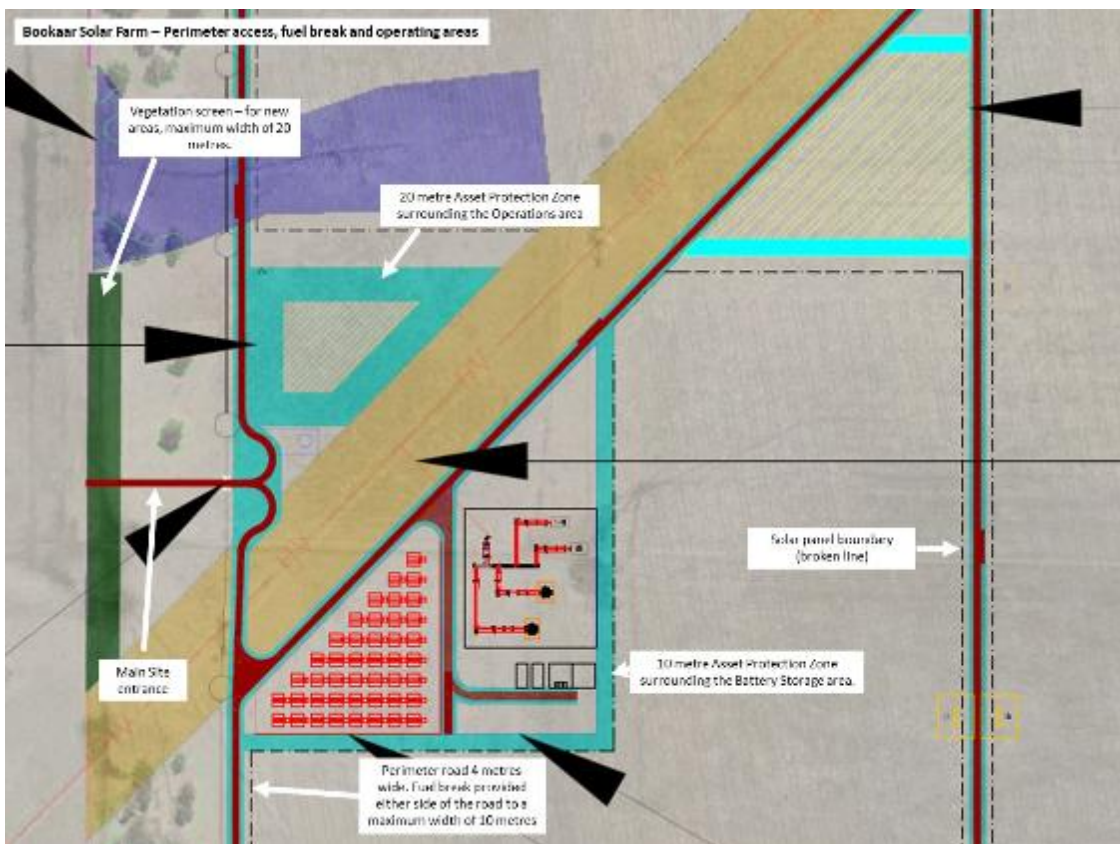 Bookaar Solar Farm – Perimeter access, fuel break and operating areas
Vegetation screen – for new
areas, maximum width of 20
metres.
20 metre Asset Protection Zone
surrounding the Operations area
Solar panel boundary
(broken line)
Main Site
entrance
10 metre Asset Protection Zone
surrounding the Battery Storage area.
Perimeter road 4 metres
wide. Fuel break provided
either side of the road to a
maximum width of 10 metres